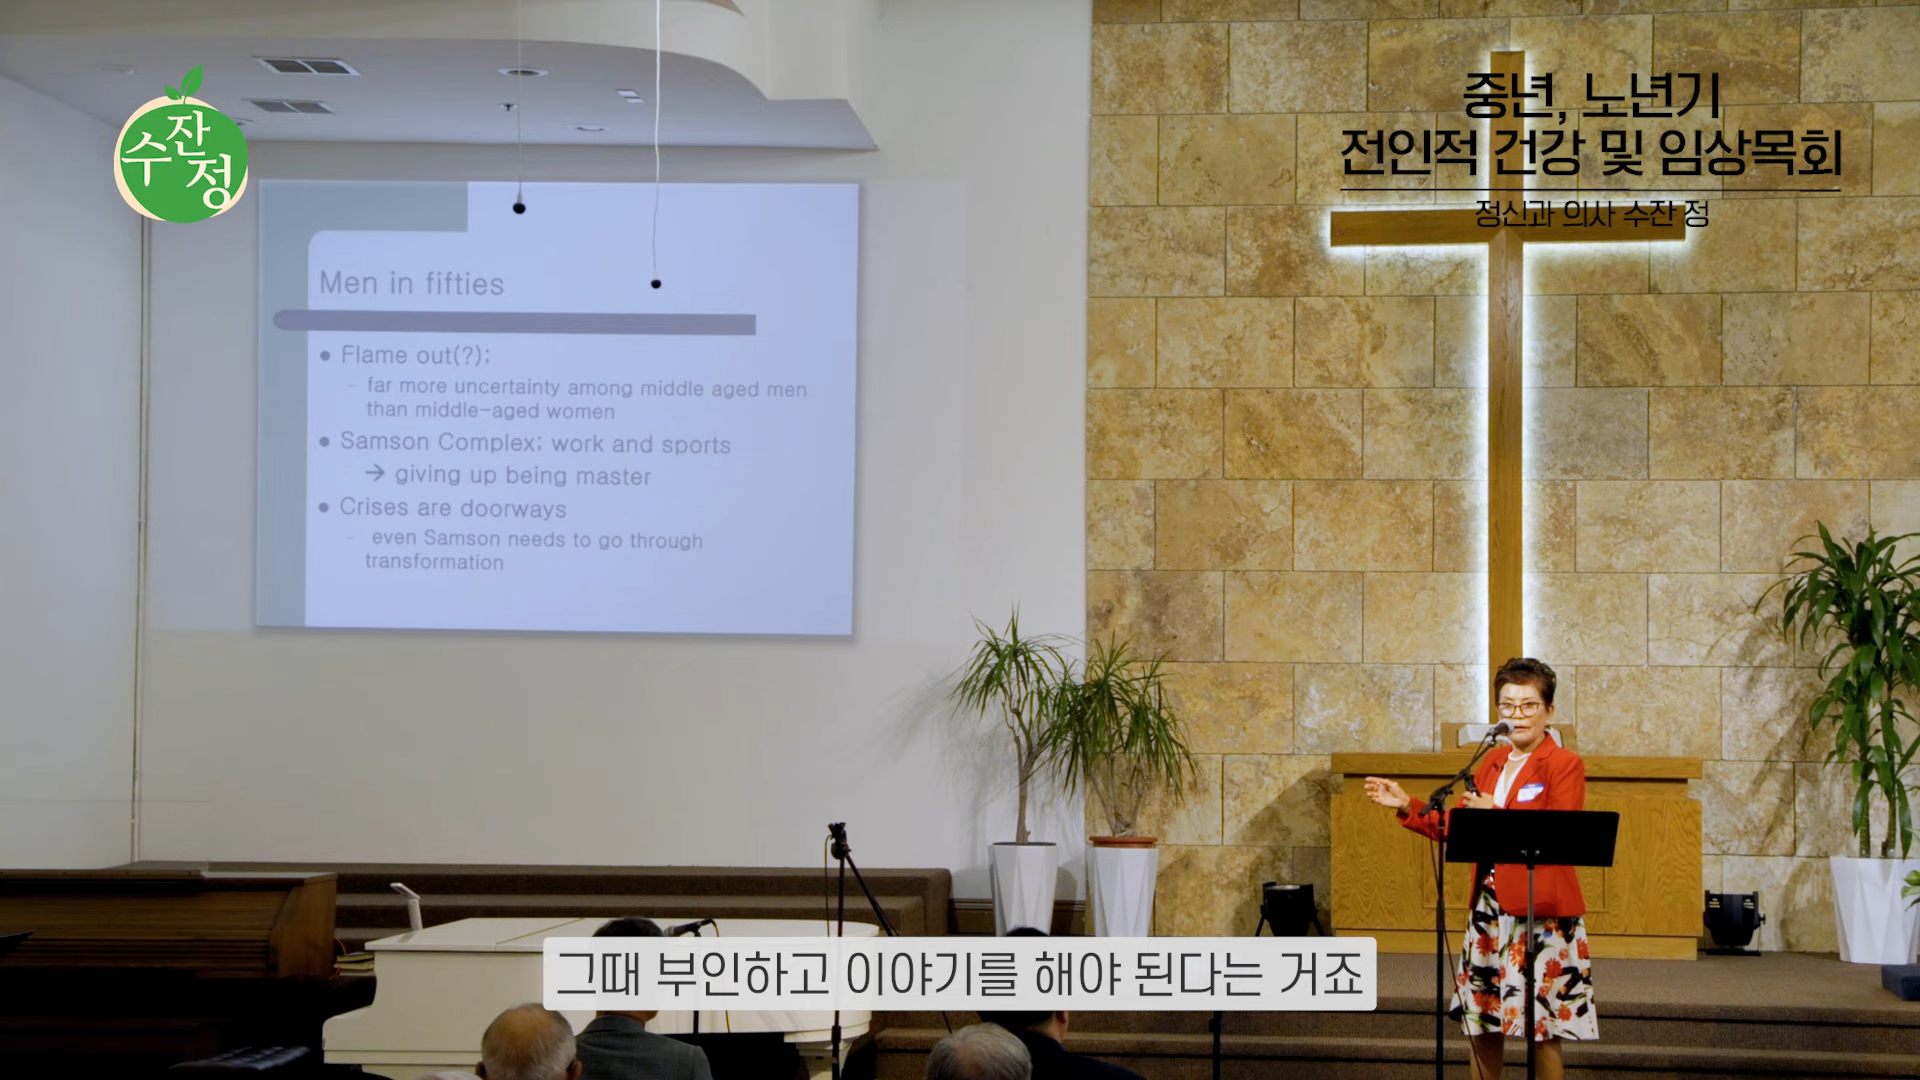 수잔정
중년, 노년기
전인적 건강 및 임상목회
정신과 의사 수잔 정
Men in fifties
• Flame out(?);
– far more uncertainty among middle aged men
than middle-aged women
• Samson Complex; work and sports
→ giving up being master
• Crises are doorways
– even Samson needs to go through
transformation
그때 부인하고 이야기를 해야 된다는 거죠